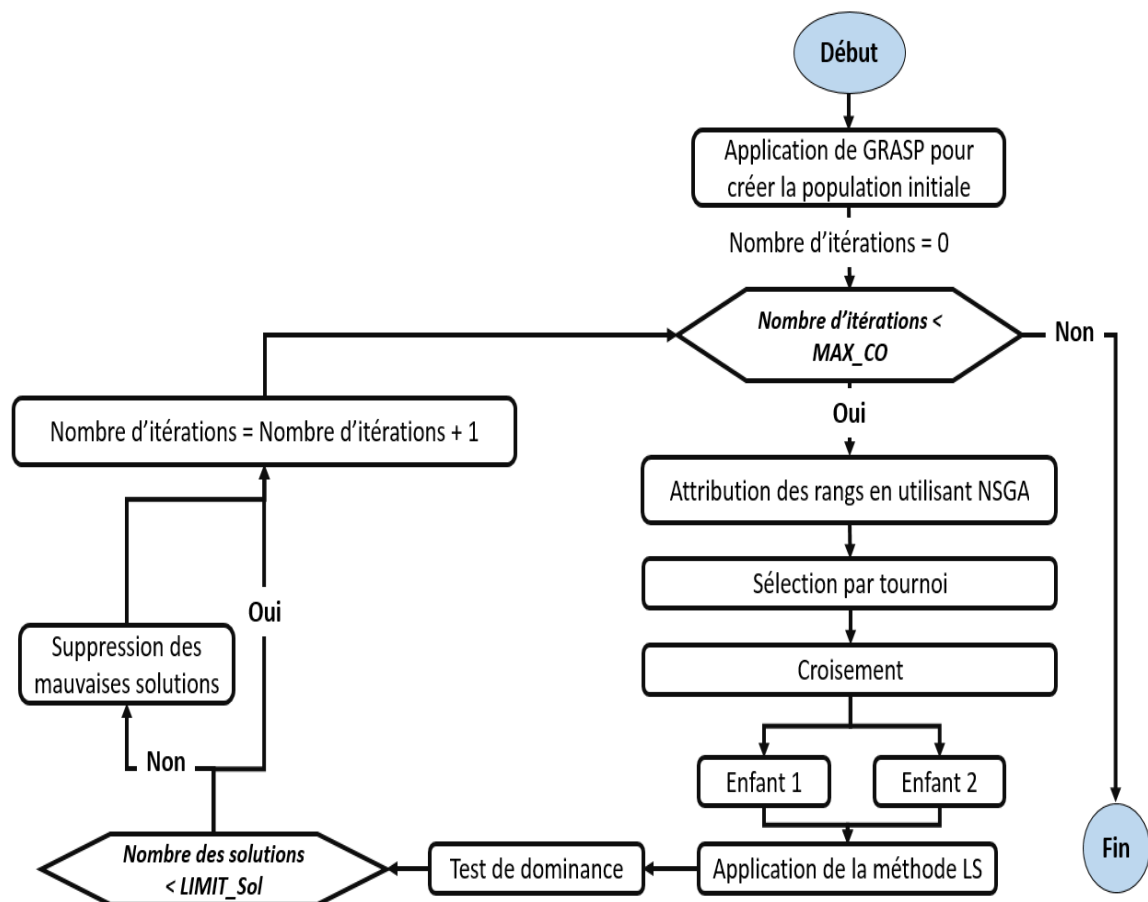 Début
Application de GRASP pour
créer la population initiale
Nombre d’itérations = 0
Nombre d’itérations <
MAX_CO
Non
Oui
Nombre d’itérations = Nombre d’itérations + 1
Attribution des rangs en utilisant NSGA
Sélection par tournoi
Oui
Suppression des
mauvaises solutions
Croisement
Non
Enfant 1
Enfant 2
Nombre des solutions
< LIMIT_Sol
Test de dominance
Application de la méthode LS
Fin